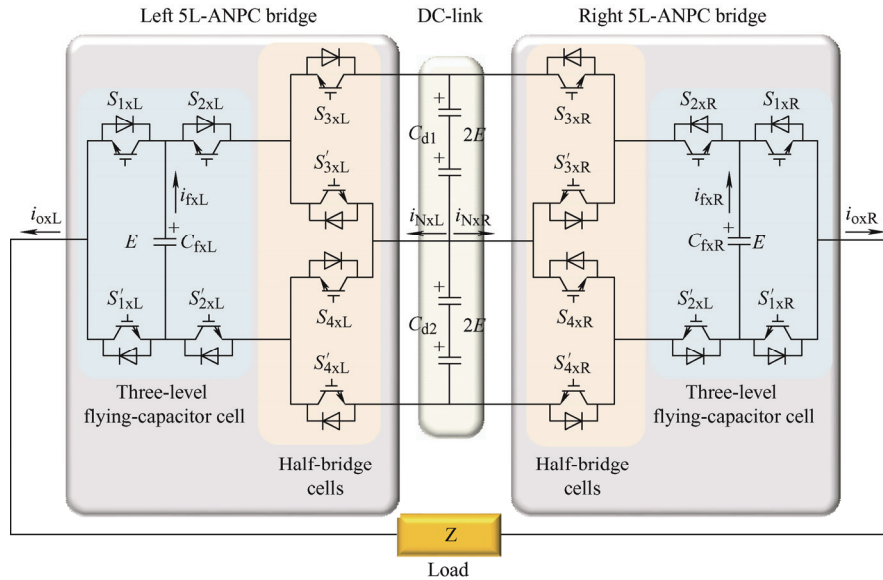 Left 5L-ANPC bridge
DC-link
Right 5L-ANPC bridge
S1xL
S2xL
S3xL
S'3xL
S4xL
S'4xL
S'1xL
S'2xL
ioxL
ifxL
E
+
CfxL
Three-level
flying-capacitor cell
Half-bridge
cells
+
Cd1
2E
+
iNxL
iNxR
+
Cd2
2E
+
S3xR
S'3xR
S4xR
S'4xR
S2xR
S1xR
ifxR
ioxR
+
CfxR
E
S'2xL
S'1xR
Three-level
flying-capacitor cell
Half-bridge
cells
Z
Load